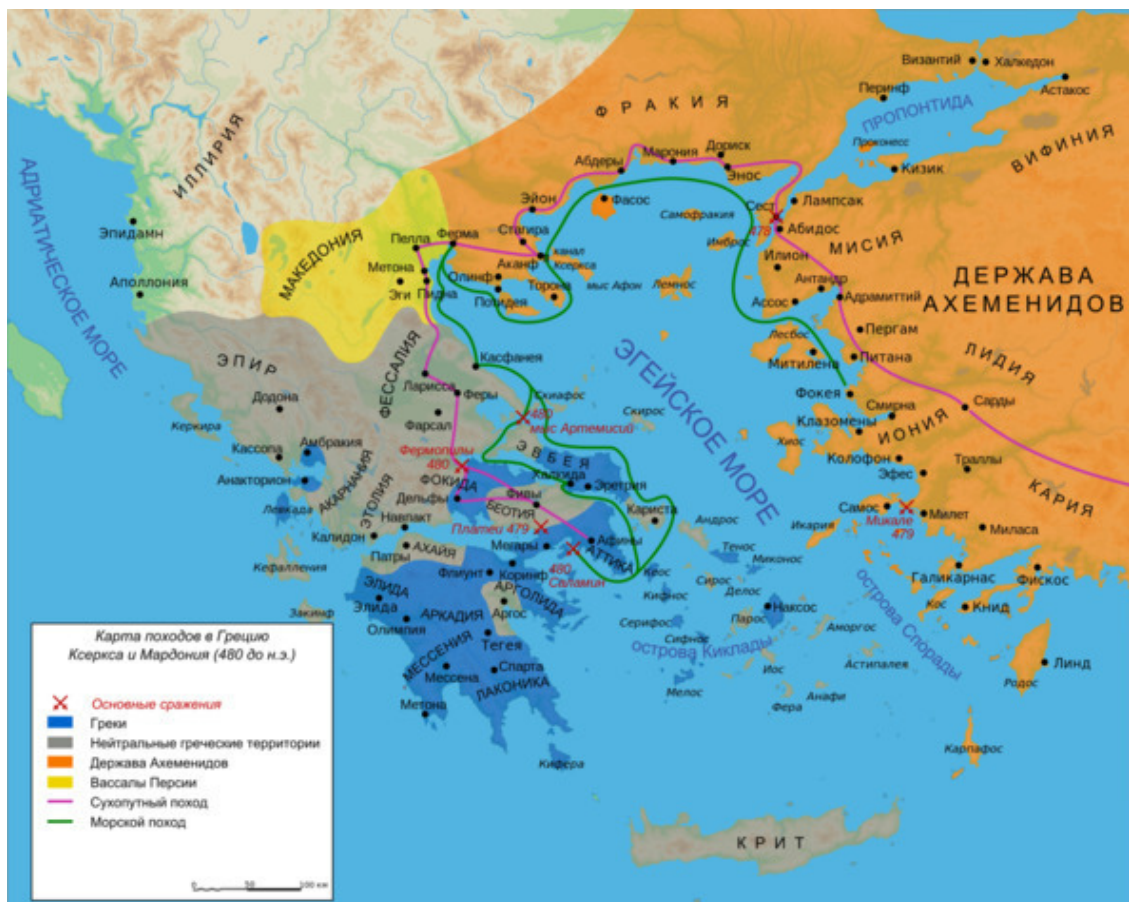 Византий
Халкедон
Перинф
Астакос
ФРАКИЯ
ПРОПОНТИДА
Проконесс
Кизик
ВИФИНИЯ
Дориск
Марония
Абдеры
Энос
ИЛЛИРИЯ
АДРИАТИЧЕСКОЕ МОРЕ
Эйон
Фасос
Самофракия
Сест
478
Лампсак
Абидос
Имброс
МИСИЯ
Эпидамн
Стагира
Пелла
Ферма
канал
Ксеркса
Аканф
Илион
МАКЕДОНИЯ
Метона
Олинф
Торона
мыс Афон
Лемнос
Антандр
ДЕРЖАВА
АХЕМЕНИДОВ
Аполлония
Эги
Пидна
Потидея
Ассос
Адрамиттий
Пергам
Лесбос
Питана
Митилена
ЛИДИЯ
ЭПИР
ФЕССАЛИЯ
Касфанея
ЭГЕЙСКОЕ МОРЕ
Ларисса
Феры
Скиафос
Фокея
Додона
Фарсал
480
мыс Артемисий
Скирос
Смирна
Сарды
Керкира
Клазомены
ИОНИЯ
Хиос
Кассопа
Амбракия
Фермопилы
480
ЭВБЕЯ
Колофон
Траллы
Анакторион
АКАРНАНИЯ
ФОКИДА
Халкида
Эретрия
Эфес
КАРИЯ
Левкада
ЭТОЛИЯ
Дельфы
Фивы
БЕОТИЯ
Кариста
Андрос
Икария
Самос
Микале
479
Милет
Миласа
Навпакт
Платеи 479
Калидон
Патры
АХАЙЯ
Мегары
Афины
АТТИКА
Тенос
Миконос
Кефалления
Флиунт
Коринф
480
Саламин
Кеос
Сирос
Делос
Галикарнас
Фискос
ЭЛИДА
Элида
АРГОЛИДА
Кифнос
Парос
Наксос
Кос
Книд
Закинф
АРКАДИЯ
Аргос
Олимпия
Серифос
Аморгос
острова Спорады
Тегея
Сифнос
острова Киклады
МЕССЕНИЯ
Мессена
Спарта
ЛАКОНИКА
Иос
Астипалея
Линд
Родос
Мелос
Анафи
Фера
Метона
Кифера
Карпафос
КРИТ
Карта походов в Грецию
Ксеркса и Мардония (480 до н.э.)
Основные сражения
Греки
Нейтральные греческие территории
Держава Ахеменидов
Вассалы Персии
Сухопутный поход
Морской поход
0 50 100 км